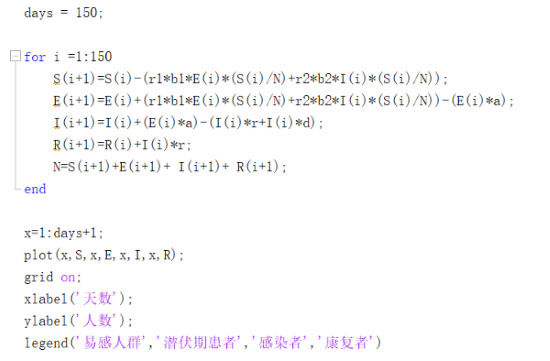 days = 150;
for i =1:150
S(i+1)=S(i)-(r1*b1*E(i)*(S(i)/N)+r2*b2*I(i)*(S(i)/N));
E(i+1)=E(i)+(r1*b1*E(i)*(S(i)/N)+r2*b2*I(i)*(S(i)/N))-(E(i)*a);
I(i+1)=I(i)+(E(i)*a)-(I(i)*r+I(i)*d);
R(i+1)=R(i)+I(i)*r;
N=S(i+1)+E(i+1)+ I(i+1)+ R(i+1);
end
x=1:days+1;
plot(x,S,x,E,x,I,x,R);
grid on;
xlabel('天数');
ylabel('人数');
legend('易感人群','潜伏期患者','感染者','康复者')